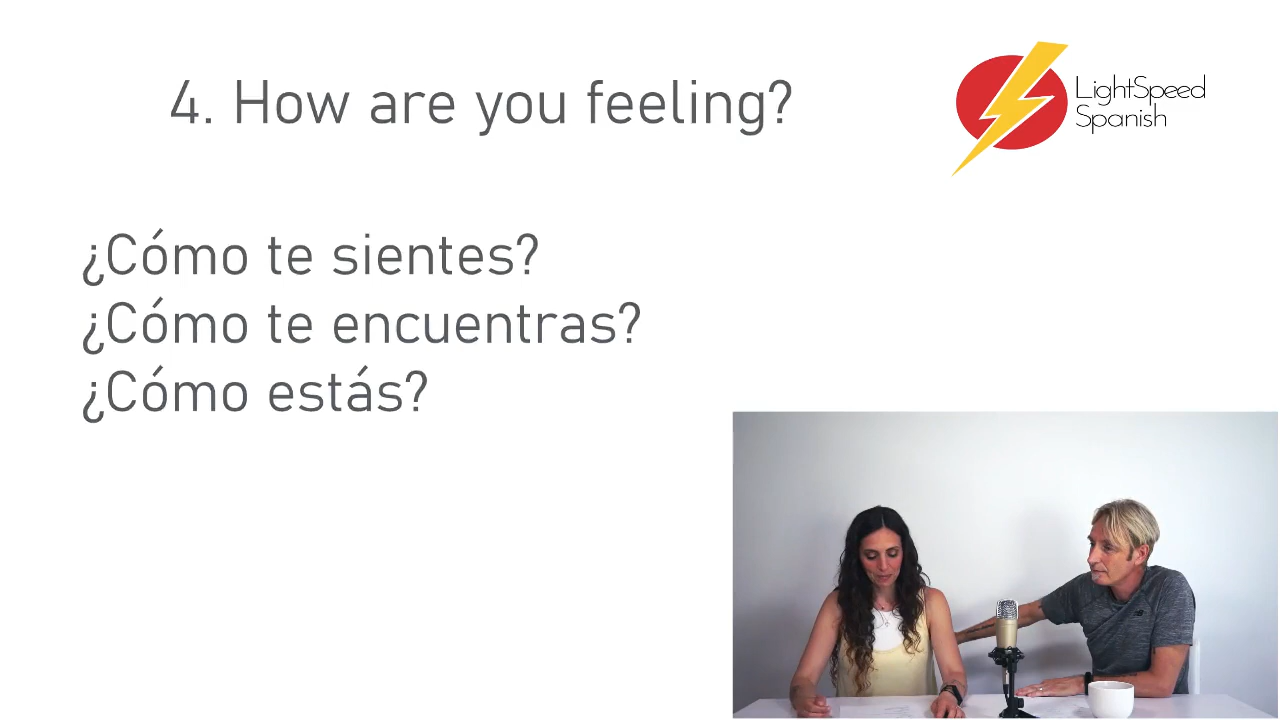 4. How are you feeling?
LightSpeed
Spanish
¿Cómo te sientes?
¿Cómo te encuentras?
¿Cómo estás?